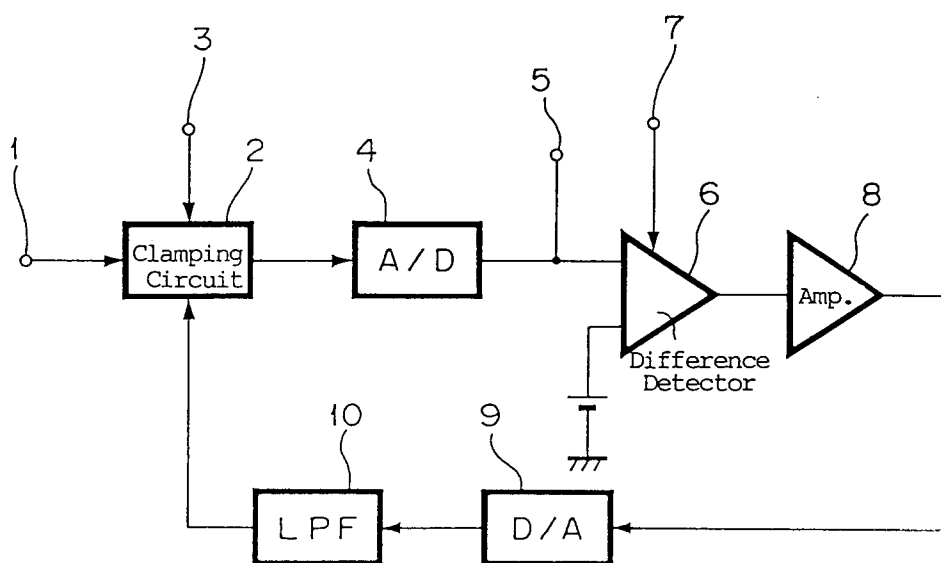 3
7
5
1
2
4
6
8
Clamping
Circuit
A/D
Amp.
Difference
Detector
10
9
LPF
D/A